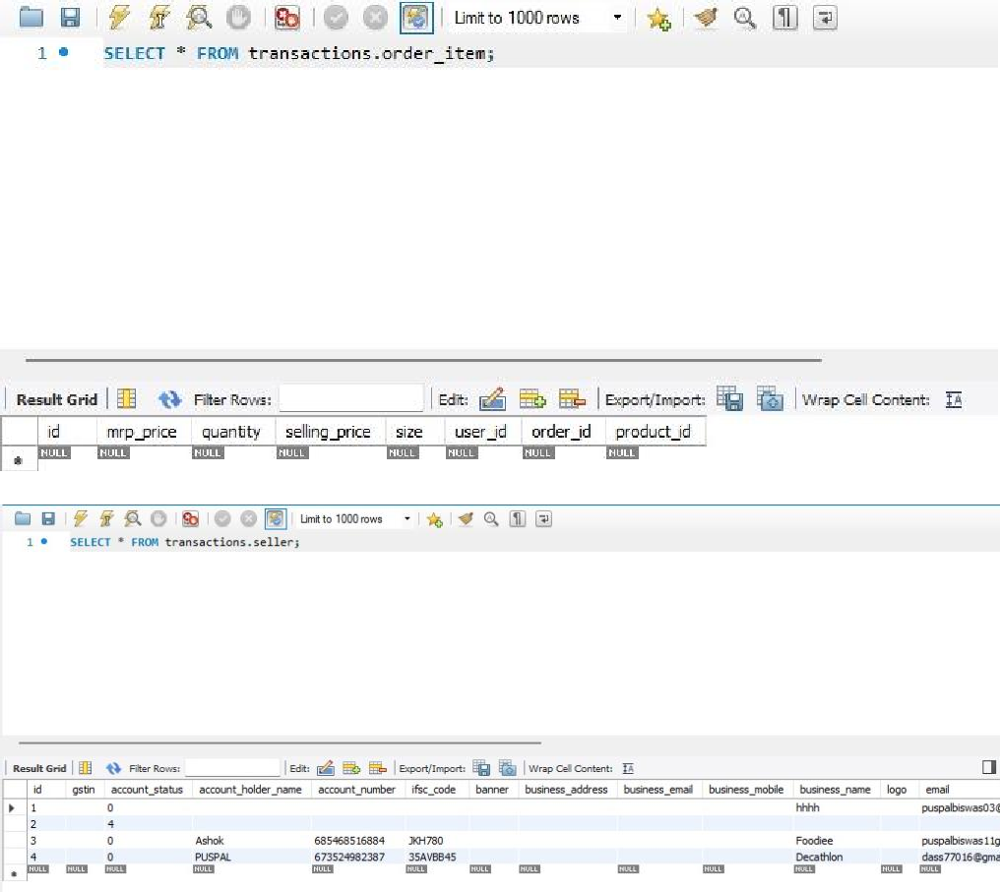 Limit to 1000 rows
1 SELECT * FROM transactions.order_item;
Result Grid Filter Rows: Edit: Export/Import: Wrap Cell Content:
id mrp_price quantity selling_price size user_id order_id product_id
NULL NULL NULL NULL NULL NULL NULL NULL
Limit to 1000 rows
1 SELECT * FROM transactions.seller;
Result Grid Filter Rows: Edit: Export/Import: Wrap Cell Content:
id gstin account_status account_holder_name account_number ifsc_code banner business_address business_email business_mobile business_name logo email
1 0 hhhh puspalbiswas03@
2 4
3 0 Ashok 685468516884 JKH780 Foodiee puspalbiswas11g
4 0 PUSPAL 673524982387 35AVBB45 Decathlon dass77016@gma
NULL NULL NULL NULL NULL NULL NULL NULL NULL NULL NULL NULL NULL